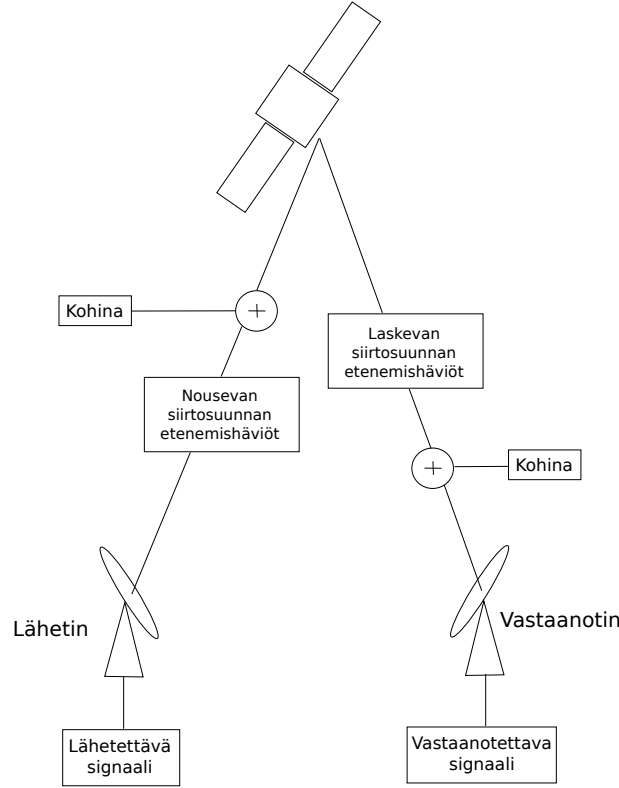 Kohina
Laskevan
siirtosuunnan
etenemishäviöt
Nousevan
siirtosuunnan
etenemishäviöt
Kohina
Lähetin
Vastaanotin
Lähetettävä
signaali
Vastaanotettava
signaali